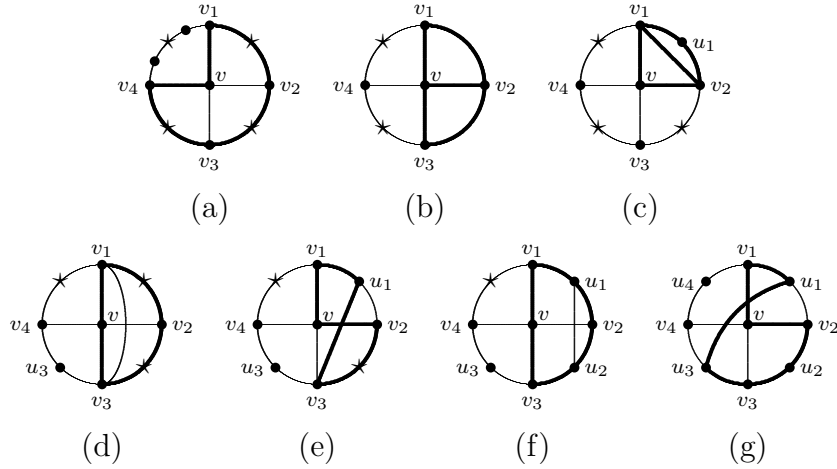 v₁ v₁ v₁
u₁
v₄ v v₂ v₄ v v₂ v₄ v v₂
v₃ v₃ v₃
(a) (b) (c)
v₁ v₁ v₁ v₁
u₁ u₁ u₄ u₁
v₄ v v₂ v₄ v v₂ v₄ v v₂ v₄ v v₂
u₃ u₃ u₃ u₂ u₃ u₂
v₃ v₃ v₃ v₃
(d) (e) (f) (g)